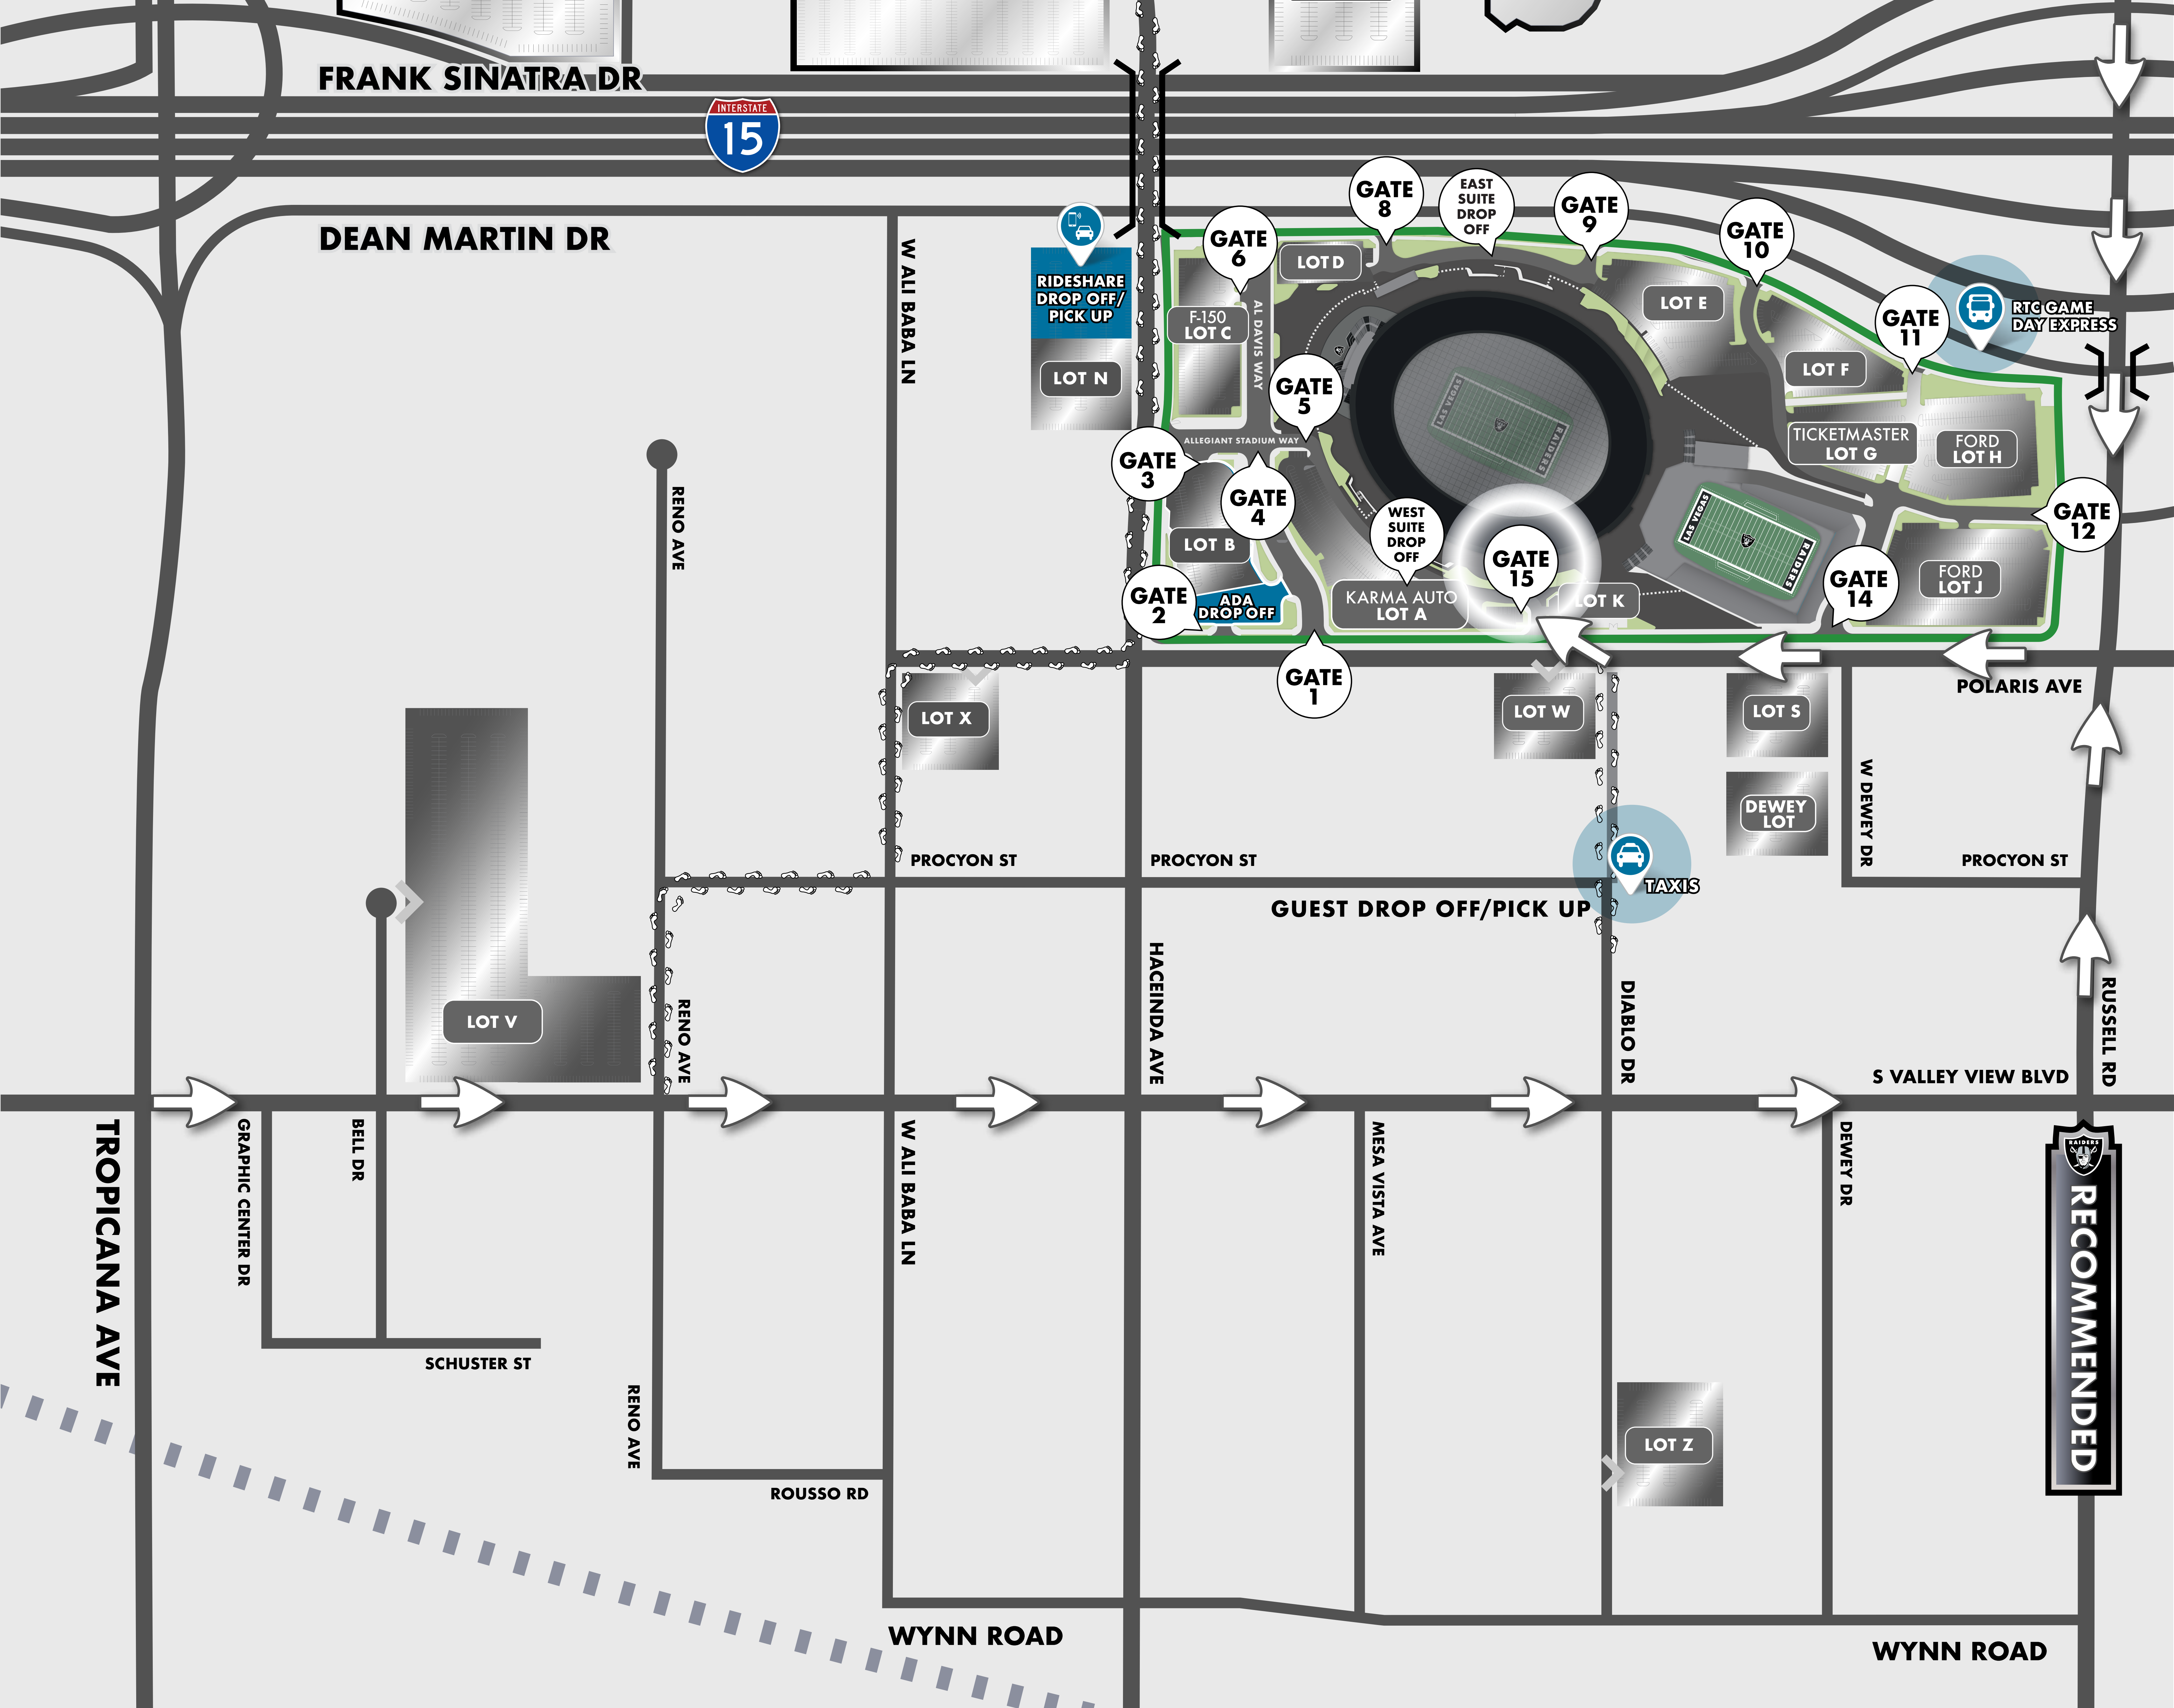 FRANK SINATRA DR
INTERSTATE
15
DEAN MARTIN DR
W ALI BABA LN
RIDESHARE
DROP OFF/
PICK UP
LOT N
GATE
6
LOT D
GATE
8
EAST
SUITE
DROP
OFF
GATE
9
GATE
10
F-150
LOT C
AL DAVIS WAY
LOT E
GATE
11
RTC GAME
DAY EXPRESS
LOT F
GATE
5
LAS VEGAS
RAIDERS
ALLEGIANT STADIUM WAY
TICKETMASTER
LOT G
FORD
LOT H
GATE
3
GATE
4
WEST
SUITE
DROP
OFF
LAS VEGAS
RAIDERS
GATE
12
LOT B
GATE
15
GATE
14
FORD
LOT J
GATE
2
ADA
DROP OFF
KARMA AUTO
LOT A
LOT K
RENO AVE
GATE
1
POLARIS AVE
LOT X
LOT W
LOT S
DEWEY
LOT
W DEWEY DR
PROCYON ST
PROCYON ST
PROCYON ST
TAXIS
GUEST DROP OFF/PICK UP
LOT V
RENO AVE
HACEINDA AVE
DIABLO DR
RUSSELL RD
S VALLEY VIEW BLVD
TROPICANA AVE
GRAPHIC CENTER DR
BELL DR
W ALI BABA LN
MESA VISTA AVE
DEWEY DR
RAIDERS
RECOMMENDED
SCHUSTER ST
RENO AVE
LOT Z
ROUSSO RD
WYNN ROAD
WYNN ROAD